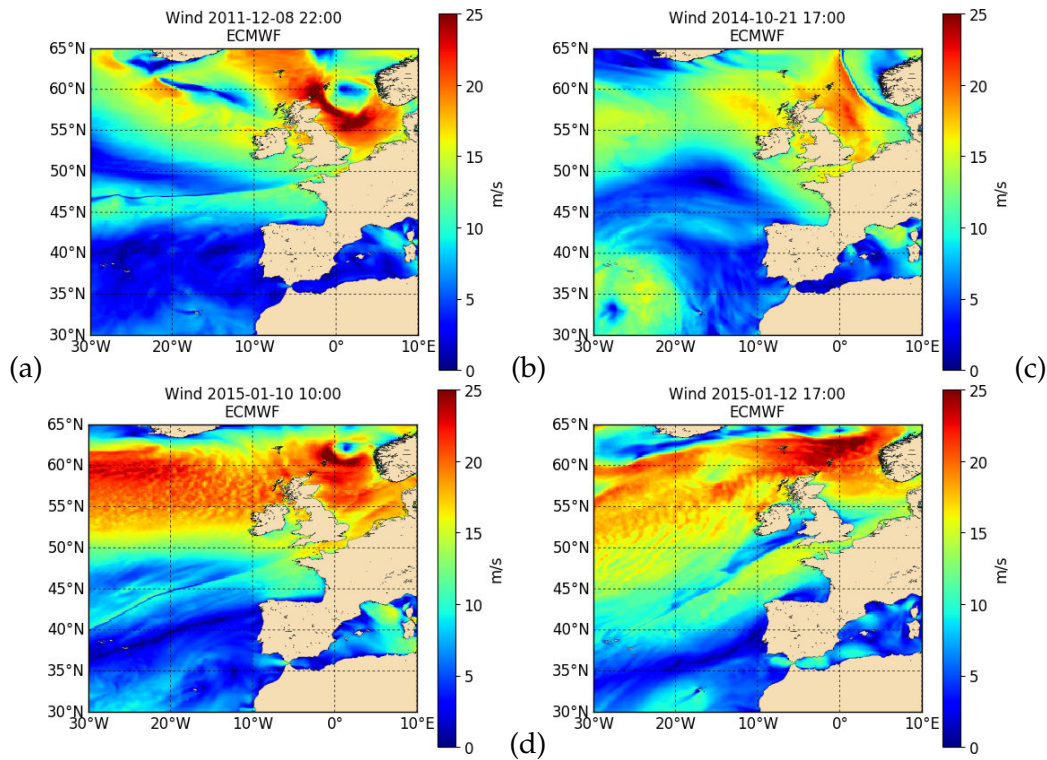 Wind 2011-12-08 22:00
ECMWF
65°N
60°N
55°N
50°N
45°N
40°N
35°N
30°N
30°W
20°W
10°W
0°
10°E
25
20
15
10
5
0
m/s
(a)
Wind 2014-10-21 17:00
ECMWF
65°N
60°N
55°N
50°N
45°N
40°N
35°N
30°N
30°W
20°W
10°W
0°
10°E
25
20
15
10
5
0
m/s
(b)
(c)
Wind 2015-01-10 10:00
ECMWF
65°N
60°N
55°N
50°N
45°N
40°N
35°N
30°N
30°W
20°W
10°W
0°
10°E
25
20
15
10
5
0
m/s
Wind 2015-01-12 17:00
ECMWF
65°N
60°N
55°N
50°N
45°N
40°N
35°N
30°N
30°W
20°W
10°W
0°
10°E
25
20
15
10
5
0
m/s
(d)